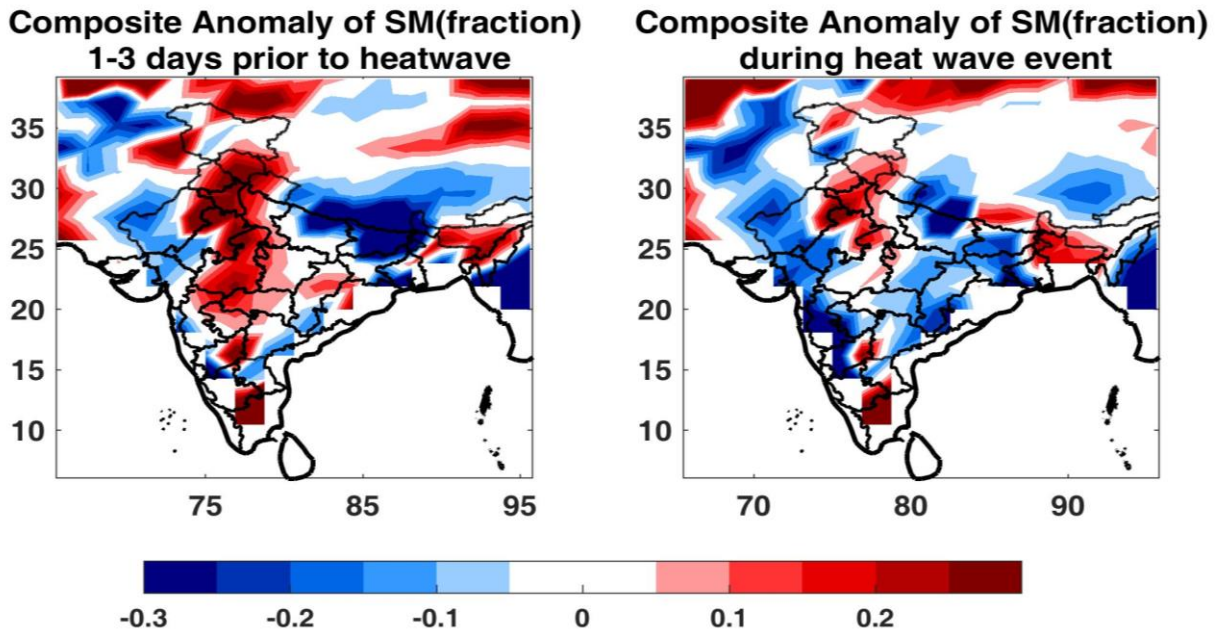 Composite Anomaly of SM(fraction)
1-3 days prior to heatwave
Composite Anomaly of SM(fraction)
during heat wave event
35
30
25
20
15
10
75 85 95
35
30
25
20
15
10
70 80 90
-0.3 -0.2 -0.1 0 0.1 0.2